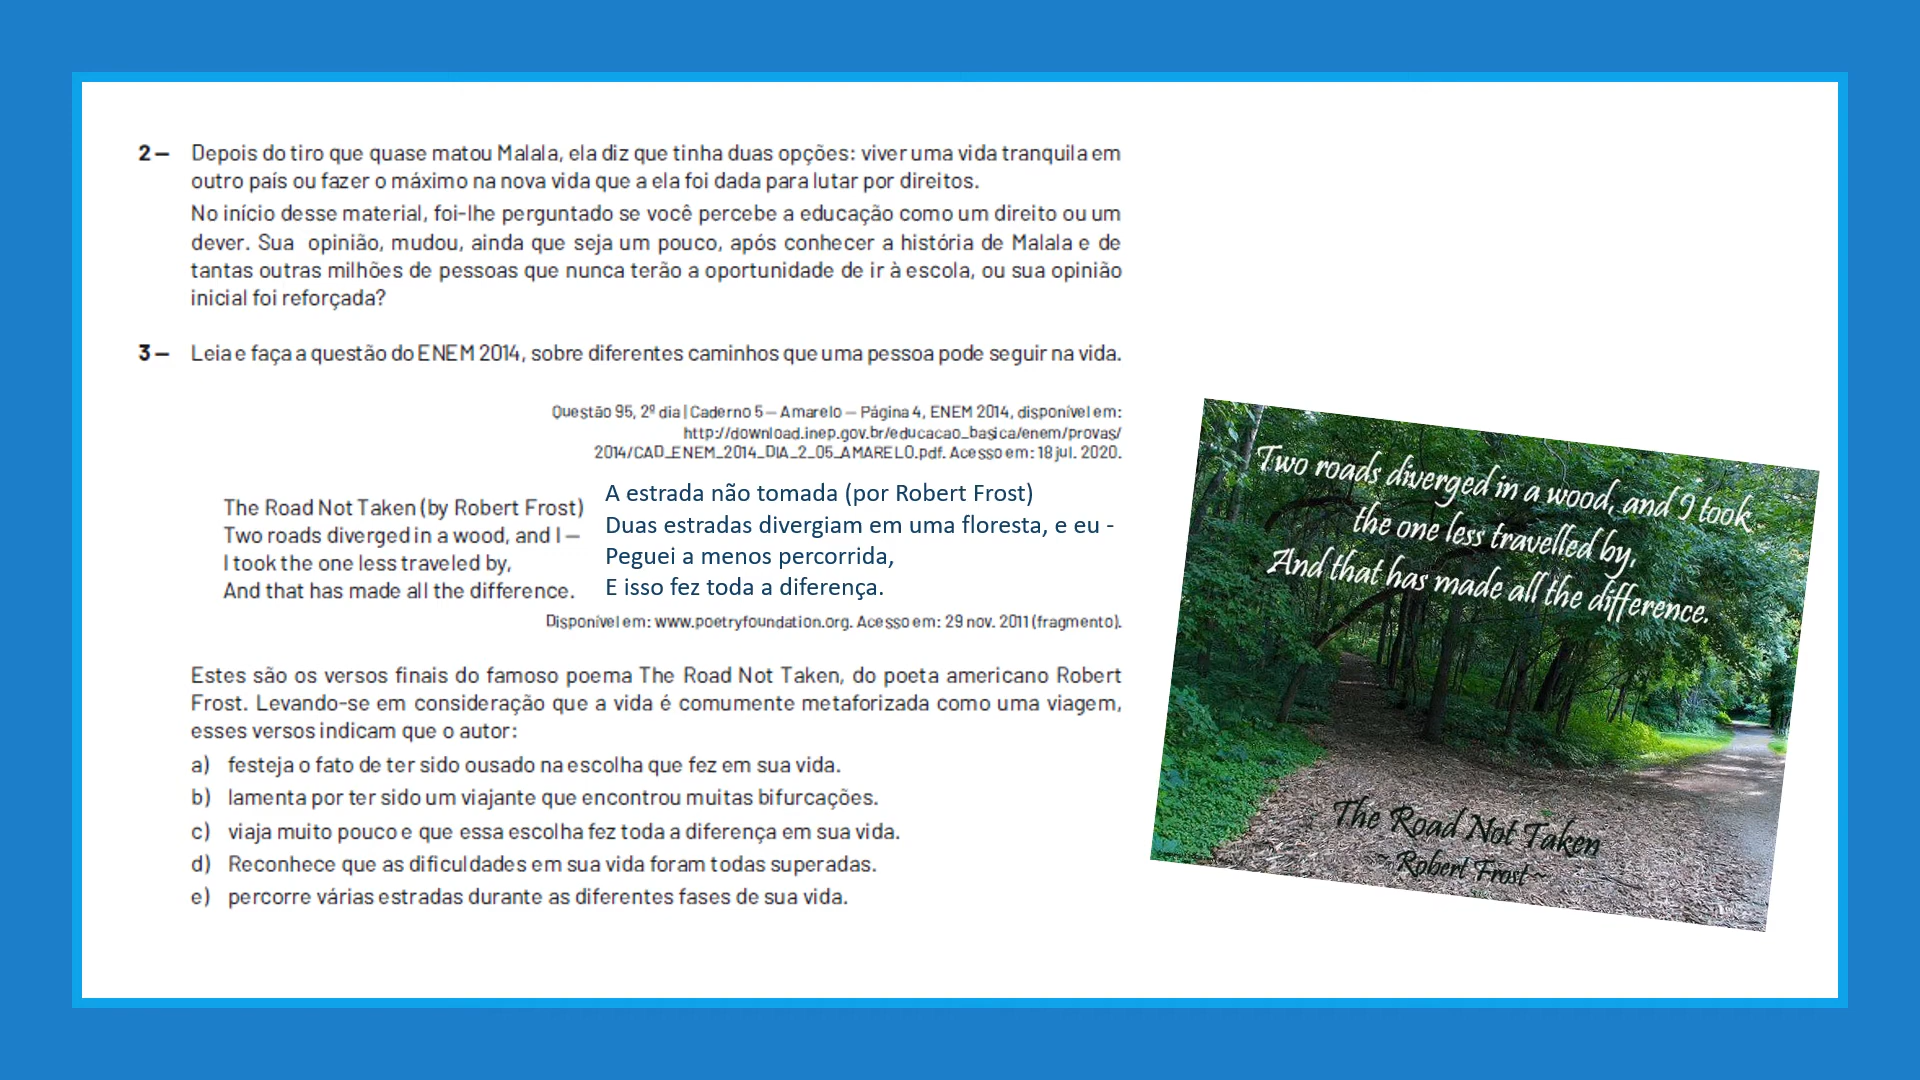 2 – Depois do tiro que quase matou Malala, ela diz que tinha duas opções: viver uma vida tranquila em
outro país ou fazer o máximo na nova vida que a ela foi dada para lutar por direitos.
No início desse material, foi-lhe perguntado se você percebe a educação como um direito ou um
dever. Sua opinião, mudou, ainda que seja um pouco, após conhecer a história de Malala e de
tantas outras milhões de pessoas que nunca terão a oportunidade de ir à escola, ou sua opinião
inicial foi reforçada?
3 – Leia e faça a questão do ENEM 2014, sobre diferentes caminhos que uma pessoa pode seguir na vida.
Questão 95, 2º dia | Caderno 5 – Amarelo – Página 4, ENEM 2014, disponível em:
http://download.inep.gov.br/educacao_basica/enem/provas/
2014/CAD_ENEM_2014_DIA_2_05_AMARELO.pdf. Acesso em: 18 jul. 2020.
The Road Not Taken (by Robert Frost)
Two roads diverged in a wood, and I –
I took the one less traveled by,
And that has made all the difference.
A estrada não tomada (por Robert Frost)
Duas estradas divergiam em uma floresta, e eu -
Peguei a menos percorrida,
E isso fez toda a diferença.
Disponível em: www.poetryfoundation.org. Acesso em: 29 nov. 2011 (fragmento).
Estes são os versos finais do famoso poema The Road Not Taken, do poeta americano Robert
Frost. Levando-se em consideração que a vida é comumente metaforizada como uma viagem,
esses versos indicam que o autor:
a) festeja o fato de ter sido ousado na escolha que fez em sua vida.
b) lamenta por ter sido um viajante que encontrou muitas bifurcações.
c) viaja muito pouco e que essa escolha fez toda a diferença em sua vida.
d) Reconhece que as dificuldades em sua vida foram todas superadas.
e) percorre várias estradas durante as diferentes fases de sua vida.
Two roads diverged in a wood, and I took
the one less travelled by,
And that has made all the difference.
The Road Not Taken
~Robert Frost~